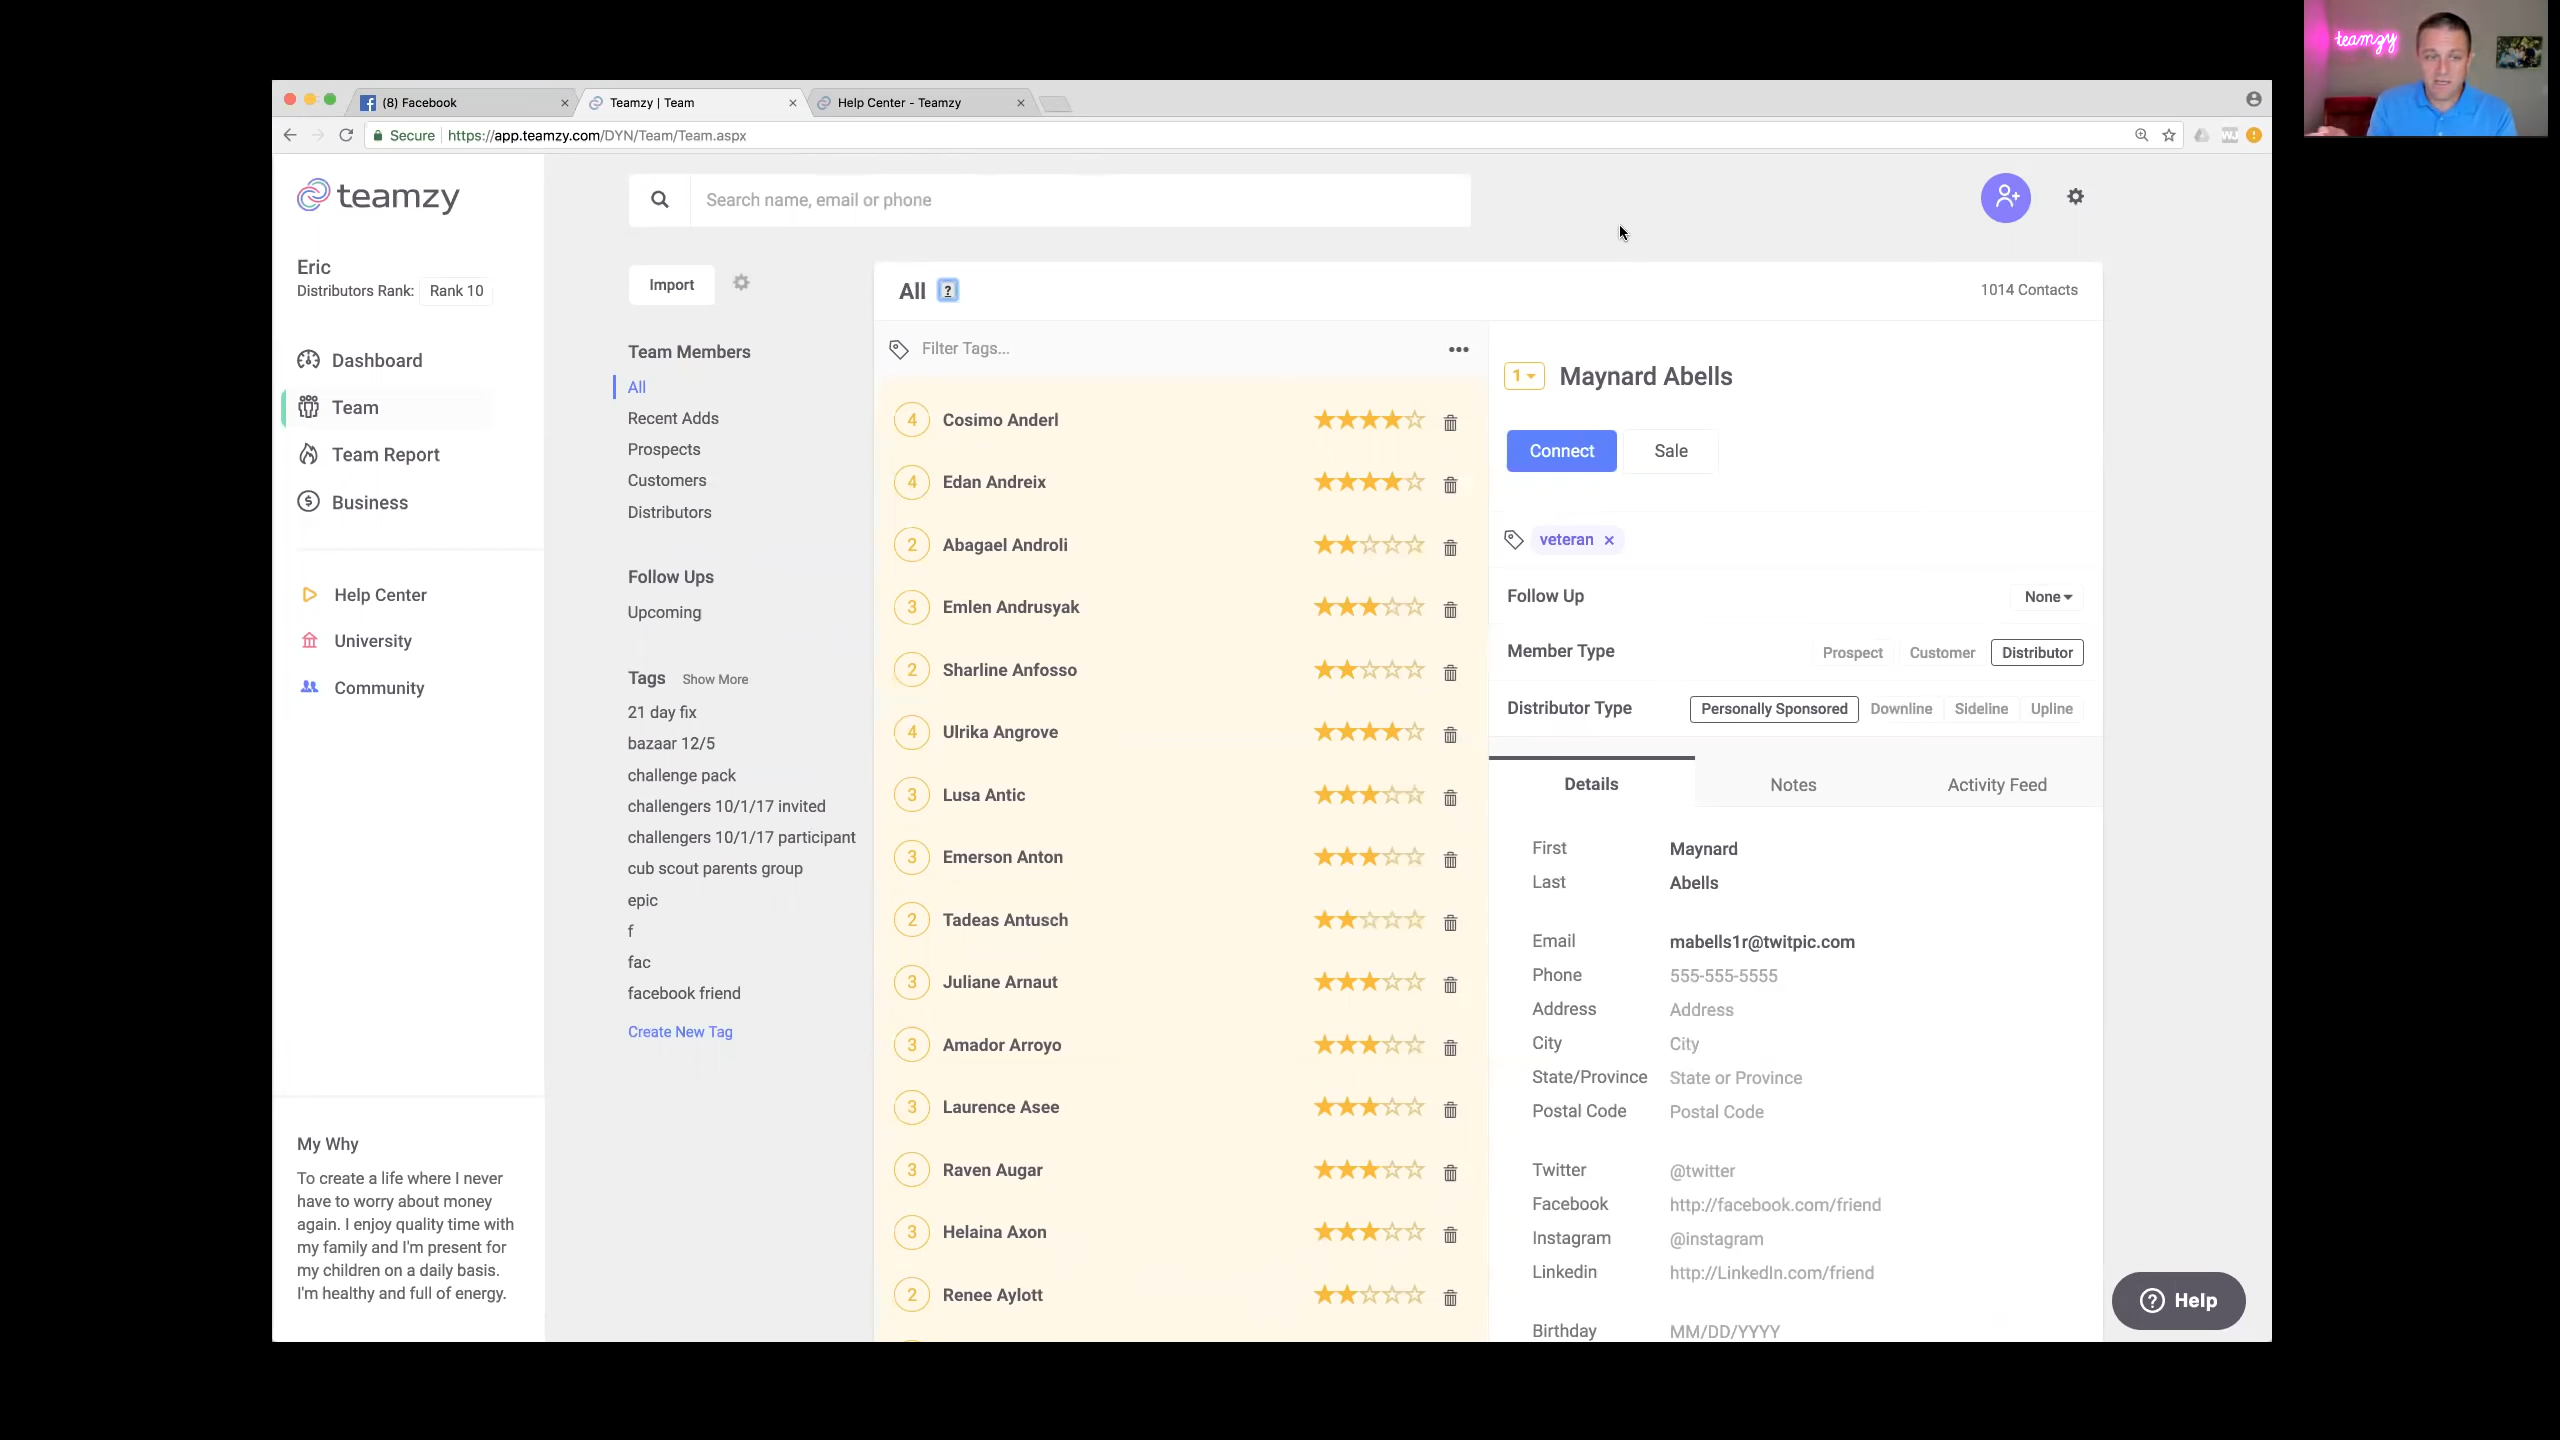 teamzy
(8) Facebook
Teamzy | Team
Help Center - Teamzy
Secure
https://app.teamzy.com/DYN/Team/Team.aspx
teamzy
Search name, email or phone
Eric
Distributors Rank: Rank 10
Dashboard
Team
Team Report
Business
Help Center
University
Community
My Why
To create a life where I never
have to worry about money
again. I enjoy quality time with
my family and I'm present for
my children on a daily basis.
I'm healthy and full of energy.
Import
Team Members
All
Recent Adds
Prospects
Customers
Distributors
Follow Ups
Upcoming
Tags Show More
21 day fix
bazaar 12/5
challenge pack
challengers 10/1/17 invited
challengers 10/1/17 participant
cub scout parents group
epic
f
fac
facebook friend
Create New Tag
All ?
1014 Contacts
Filter Tags...
4 Cosimo Anderl
4 Edan Andreix
2 Abagael Androli
3 Emlen Andrusyak
2 Sharline Anfosso
4 Ulrika Angrove
3 Lusa Antic
3 Emerson Anton
2 Tadeas Antusch
3 Juliane Arnaut
3 Amador Arroyo
3 Laurence Asee
3 Raven Augar
3 Helaina Axon
2 Renee Aylott
1 Maynard Abells
Connect Sale
veteran
Follow Up None
Member Type Prospect Customer Distributor
Distributor Type Personally Sponsored Downline Sideline Upline
Details Notes Activity Feed
First Maynard
Last Abells
Email mabells1r@twitpic.com
Phone 555-555-5555
Address Address
City City
State/Province State or Province
Postal Code Postal Code
Twitter @twitter
Facebook http://facebook.com/friend
Instagram @instagram
Linkedin http://LinkedIn.com/friend
Birthday MM/DD/YYYY
? Help